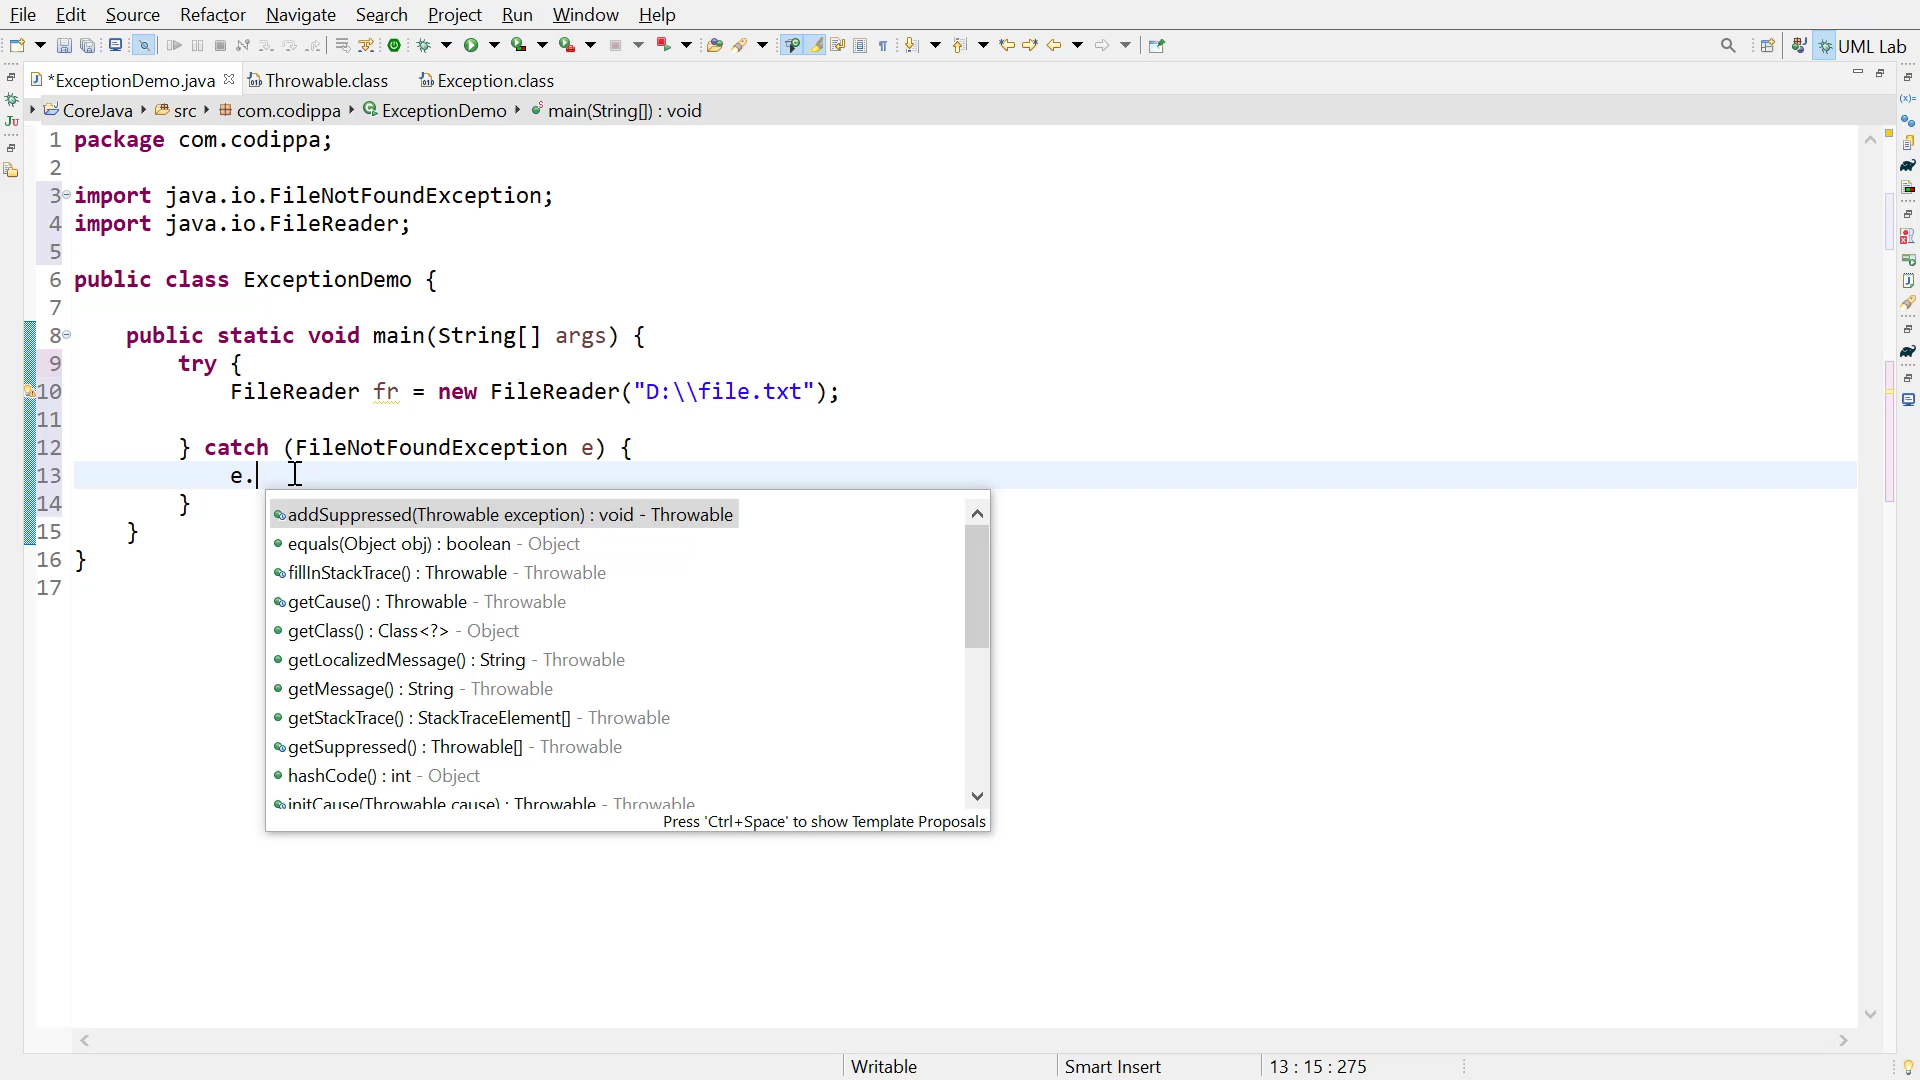 File Edit Source Refactor Navigate Search Project Run Window Help
UML Lab
*ExceptionDemo.java Throwable.class Exception.class
CoreJava src com.codippa ExceptionDemo main(String[]) : void
1 package com.codippa;
2
3 import java.io.FileNotFoundException;
4 import java.io.FileReader;
5
6 public class ExceptionDemo {
7
8 public static void main(String[] args) {
9 try {
10 FileReader fr = new FileReader("D:\\file.txt");
11
12 } catch (FileNotFoundException e) {
13 e.
14 }
15 }
16 }
17
addSuppressed(Throwable exception) : void - Throwable
equals(Object obj) : boolean - Object
fillInStackTrace() : Throwable - Throwable
getCause() : Throwable - Throwable
getClass() : Class<?> - Object
getLocalizedMessage() : String - Throwable
getMessage() : String - Throwable
getStackTrace() : StackTraceElement[] - Throwable
getSuppressed() : Throwable[] - Throwable
hashCode() : int - Object
initCause(Throwable cause) : Throwable - Throwable
Press 'Ctrl+Space' to show Template Proposals
Writable Smart Insert 13 : 15 : 275